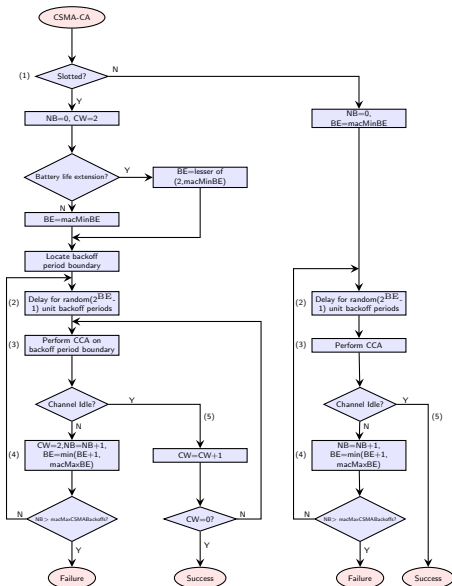 CSMA-CA
(1)
Slotted?
N
Y
NB=0, CW=2
NB=0,
BE=macMinBE
Battery life extension?
Y
BE=lesser of
(2,macMinBE)
N
BE=macMinBE
Locate backoff
period boundary
(2)
Delay for random(2^BE-
1) unit backoff periods
(2)
Delay for random(2^BE-
1) unit backoff periods
(3)
Perform CCA on
backoff period boundary
(3)
Perform CCA
Channel Idle?
Y
Channel Idle?
Y
N
(5)
N
(5)
(4)
CW=2,NB=NB+1,
BE=min(BE+1,
macMaxBE)
CW=CW+1
(4)
NB=NB+1,
BE=min(BE+1,
macMaxBE)
N
NB> macMaxCSMABackoffs?
CW=0?
N
N
NB> macMaxCSMABackoffs?
Y
Y
Y
Failure
Success
Failure
Success